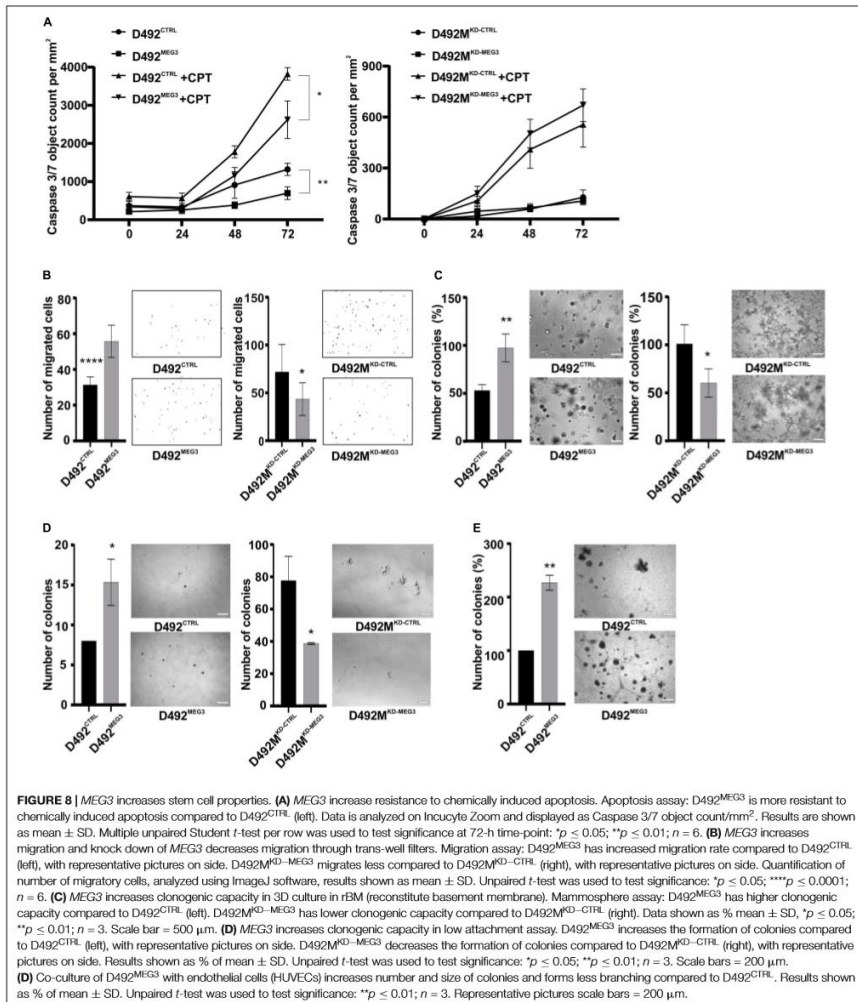 A
D492CTRL
D492MEG3
D492CTRL +CPT
D492MEG3 +CPT
Caspase 3/7 object count per mm2
4000
3000
2000
1000
0
*
**
0 24 48 72
D492MKD-CTRL
D492MKD-MEG3
D492MKD-CTRL +CPT
D492MKD-MEG3 +CPT
Caspase 3/7 object count per mm2
900
600
300
0
0 24 48 72
B
Number of migrated cells
80
60
40
20
0
****
D492CTRL
D492MEG3
D492CTRL
D492MEG3
Number of migrated cells
150
100
50
0
*
D492MKD-CTRL
D492MKD-MEG3
D492MKD-CTRL
D492MKD-MEG3
C
Number of colonies (%)
150
100
50
0
**
D492CTRL
D492MEG3
D492CTRL
D492MEG3
Number of colonies (%)
150
100
50
0
*
D492MKD-CTRL
D492MKD-MEG3
D492MKD-CTRL
D492MKD-MEG3
D
Number of colonies
20
15
10
5
0
*
D492CTRL
D492MEG3
D492CTRL
D492MEG3
Number of colonies
100
80
60
40
20
0
*
D492MKD-CTRL
D492MKD-MEG3
D492MKD-CTRL
D492MKD-MEG3
E
Number of colonies (%)
300
200
100
0
**
D492CTRL
D492MEG3
D492CTRL
D492MEG3
FIGURE 8 | MEG3 increases stem cell properties. (A) MEG3 increase resistance to chemically induced apoptosis. Apoptosis assay: D492MEG3 is more resistant
to chemically induced apoptosis compared to D492CTRL (left). Data is analyzed on Incucyte Zoom and displayed as Caspase 3/7 object count/mm2. Results are shown
as mean ± SD. Multiple unpaired Student t-test per row was used to test significance at 72-h time-point: *p ≤ 0.05; **p ≤ 0.01; n = 6. (B) MEG3 increases
migration and knock down of MEG3 decreases migration through trans-well filters. Migration assay: D492MEG3 has increased migration rate compared to D492CTRL
(left), with representative pictures on side. D492MKD–MEG3 migrates less compared to D492MKD–CTRL (right), with representative pictures on side. Quantification of
number of migratory cells, analyzed using ImageJ software, results shown as mean ± SD. Unpaired t-test was used to test significance: *p ≤ 0.05; ****p ≤ 0.0001;
n = 6. (C) MEG3 increases clonogenic capacity in 3D culture in rBM (reconstitute basement membrane). Mammosphere assay: D492MEG3 has higher clonogenic
capacity compared to D492CTRL (left). D492MKD–MEG3 has lower clonogenic capacity compared to D492MKD–CTRL (right). Data shown as % mean ± SD, *p ≤ 0.05;
**p ≤ 0.01; n = 3. Scale bar = 500 μm. (D) MEG3 increases clonogenic capacity in low attachment assay. D492MEG3 increases the formation of colonies compared
to D492CTRL (left), with representative pictures on side. D492MKD–MEG3 decreases the formation of colonies compared to D492MKD–CTRL (right), with representative
pictures on side. Results shown as % of mean ± SD. Unpaired t-test was used to test significance: *p ≤ 0.05; **p ≤ 0.01; n = 3. Scale bars = 200 μm.
(D) Co-culture of D492MEG3 with endothelial cells (HUVECs) increases number and size of colonies and forms less branching compared to D492CTRL. Results shown
as % of mean ± SD. Unpaired t-test was used to test significance: **p ≤ 0.01; n = 3. Representative pictures scale bars = 200 μm.